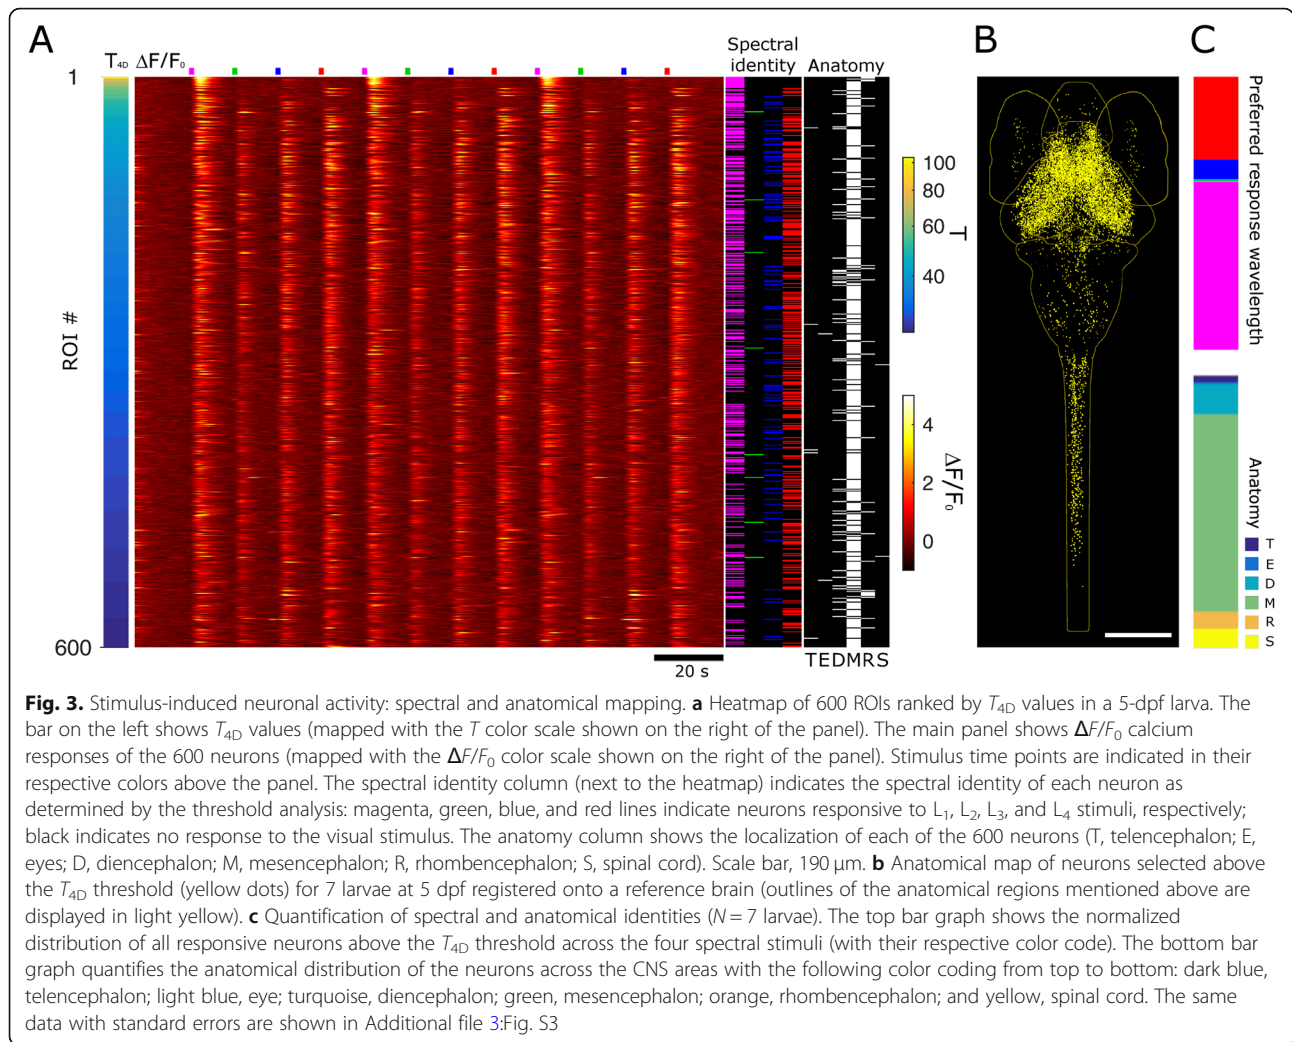 A
B
C
T4D ΔF/F0
Spectral
identity
Anatomy
1
ROI #
600
20 s
TEDMRS
100
80
60
40
T
4
2
0
ΔF/F0
Preferred response wavelength
Anatomy
T
E
D
M
R
S
Fig. 3. Stimulus-induced neuronal activity: spectral and anatomical mapping. a Heatmap of 600 ROIs ranked by T4D values in a 5-dpf larva. The
bar on the left shows T4D values (mapped with the T color scale shown on the right of the panel). The main panel shows ΔF/F0 calcium
responses of the 600 neurons (mapped with the ΔF/F0 color scale shown on the right of the panel). Stimulus time points are indicated in their
respective colors above the panel. The spectral identity column (next to the heatmap) indicates the spectral identity of each neuron as
determined by the threshold analysis: magenta, green, blue, and red lines indicate neurons responsive to L1, L2, L3, and L4 stimuli, respectively;
black indicates no response to the visual stimulus. The anatomy column shows the localization of each of the 600 neurons (T, telencephalon; E,
eyes; D, diencephalon; M, mesencephalon; R, rhombencephalon; S, spinal cord). Scale bar, 190 μm. b Anatomical map of neurons selected above
the T4D threshold (yellow dots) for 7 larvae at 5 dpf registered onto a reference brain (outlines of the anatomical regions mentioned above are
displayed in light yellow). c Quantification of spectral and anatomical identities (N = 7 larvae). The top bar graph shows the normalized
distribution of all responsive neurons above the T4D threshold across the four spectral stimuli (with their respective color code). The bottom bar
graph quantifies the anatomical distribution of the neurons across the CNS areas with the following color coding from top to bottom: dark blue,
telencephalon; light blue, eye; turquoise, diencephalon; green, mesencephalon; orange, rhombencephalon; and yellow, spinal cord. The same
data with standard errors are shown in Additional file 3:Fig. S3